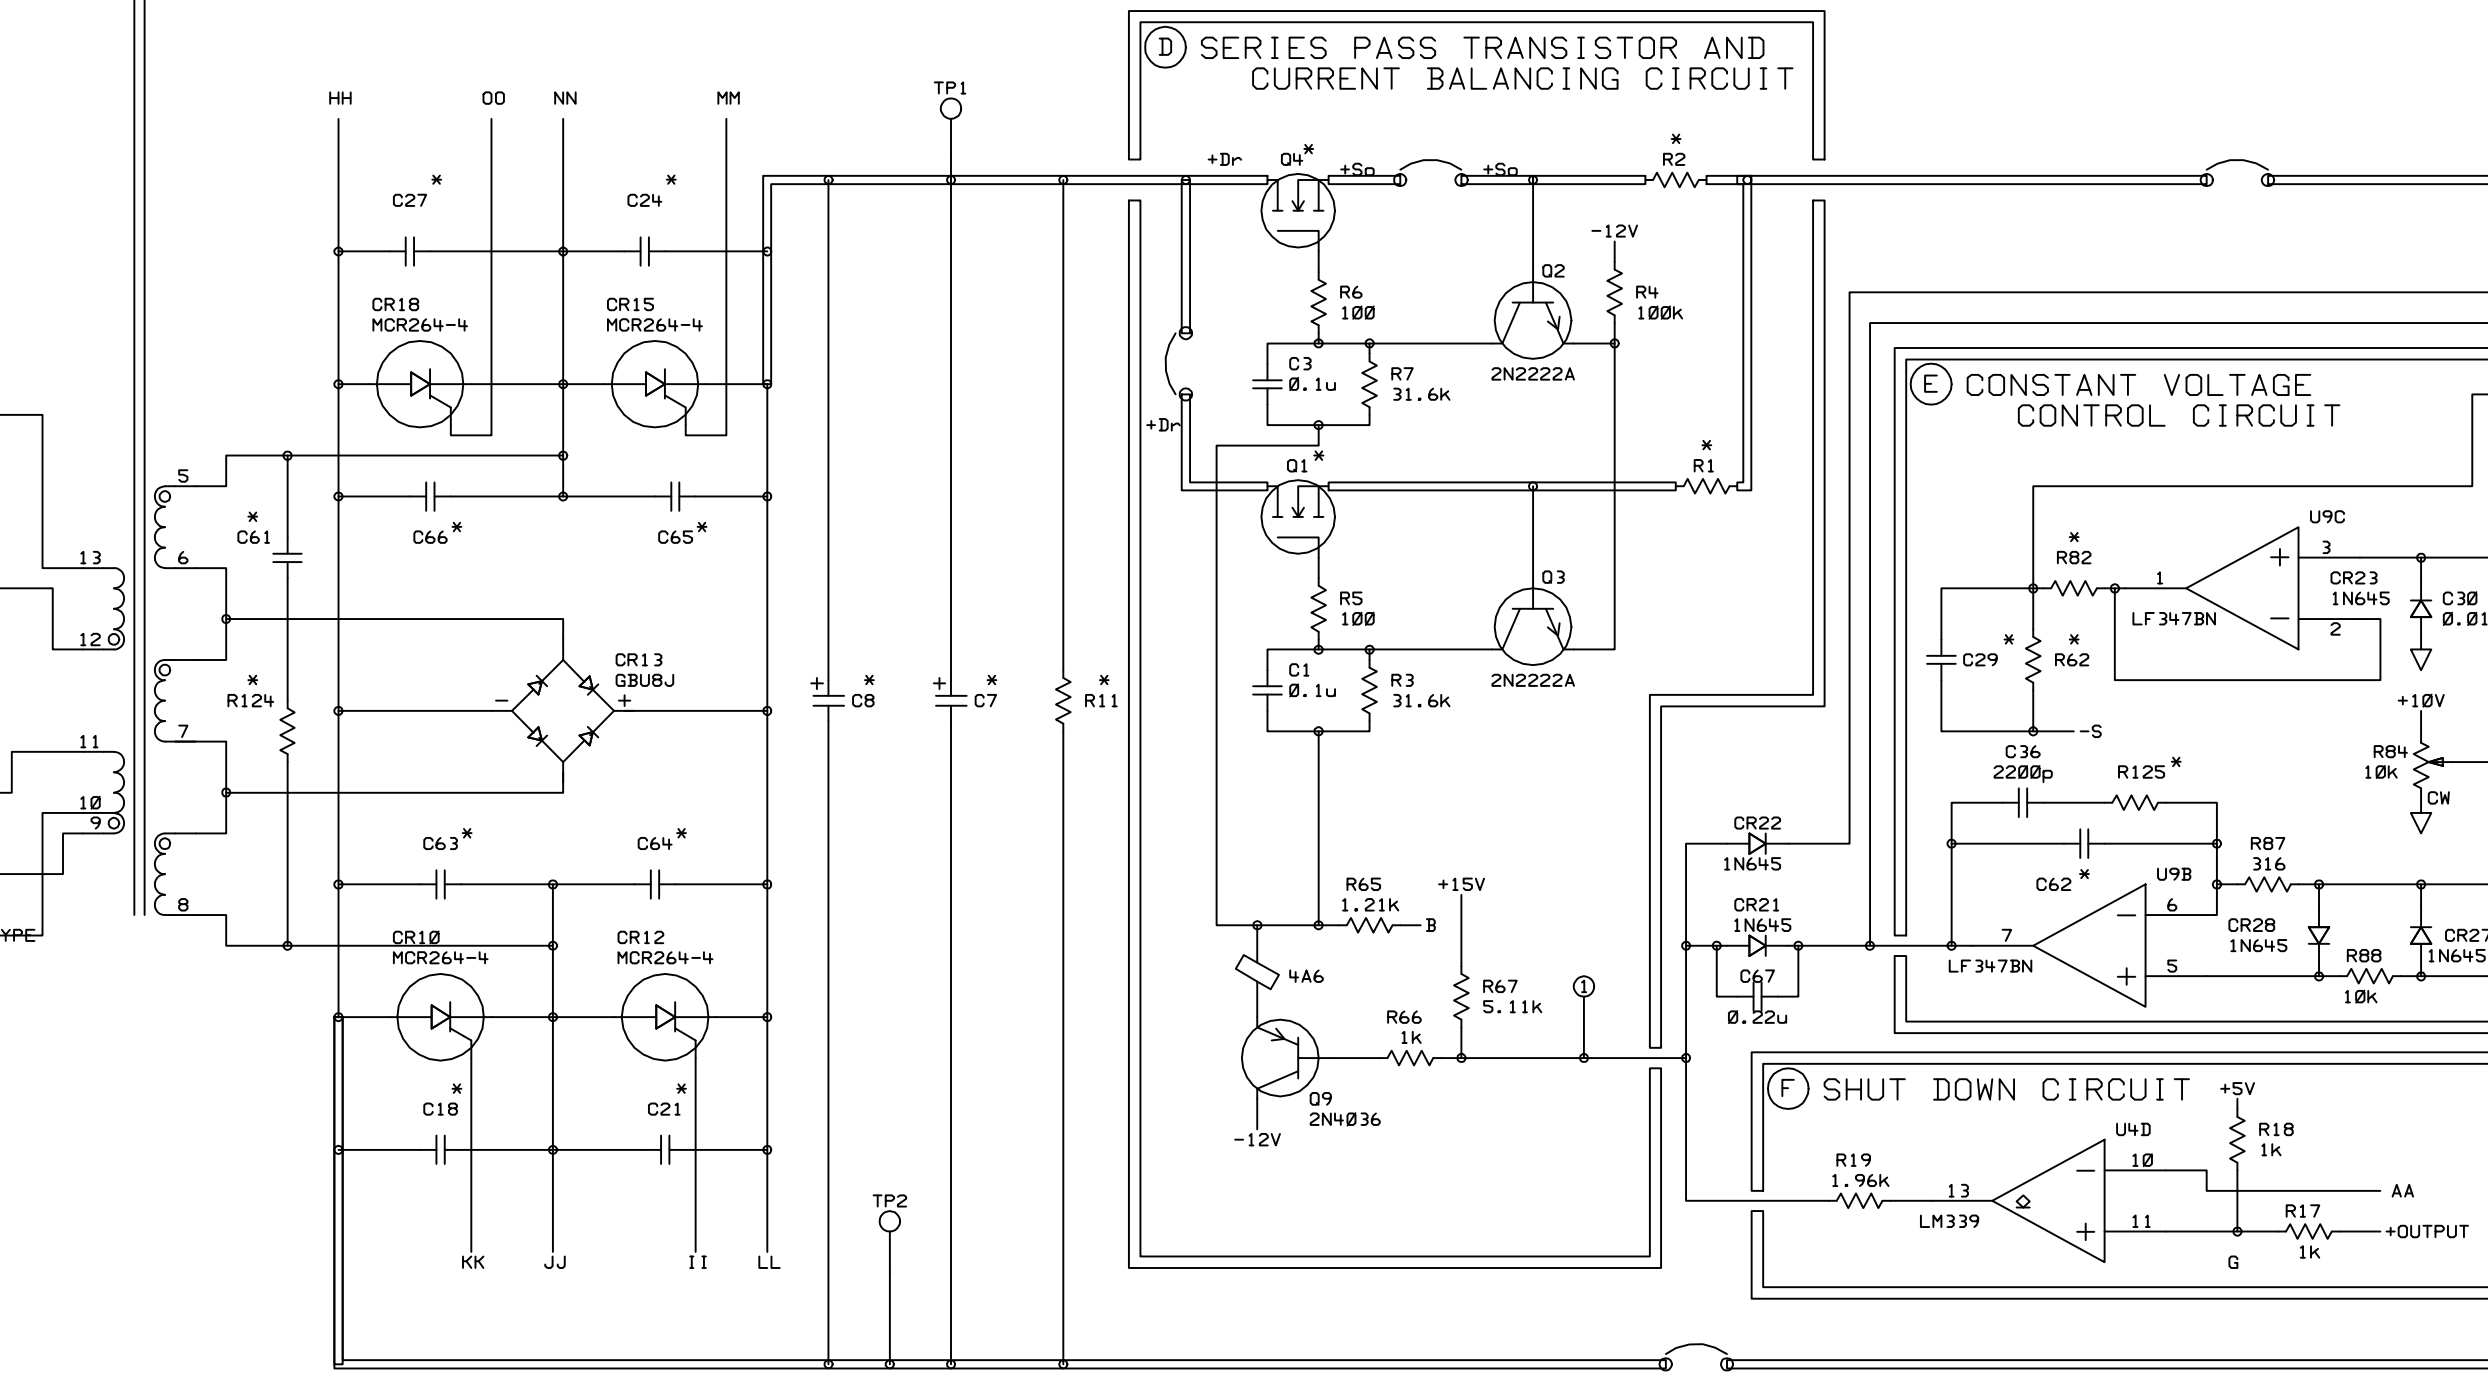 D SERIES PASS TRANSISTOR AND
CURRENT BALANCING CIRCUIT
HH
OO
NN
MM
TP1
C27*
C24*
CR18
MCR264-4
CR15
MCR264-4
C66*
C65*
5
6
7
8
13
12
11
10
9
YPE
*
C61
*
R124
CR13
GBU8J
-
+
C63*
C64*
CR10
MCR264-4
CR12
MCR264-4
C18*
C21*
KK
JJ
II
LL
+
*
C8
+
*
C7
*
R11
TP2
+Dr
Q4*
+So
+So
*
R2
-12V
Q2
2N2222A
R4
100k
R6
100
C3
0.1u
R7
31.6k
+Dr
Q1*
*
R1
Q3
2N2222A
R5
100
C1
0.1u
R3
31.6k
R65
1.21k
B
+15V
4A6
R67
5.11k
1
R66
1k
Q9
2N4036
-12V
CR22
1N645
CR21
1N645
C67
0.22u
E CONSTANT VOLTAGE
CONTROL CIRCUIT
U9C
+
3
-
2
1
LF347BN
*
R82
CR23
1N645
C30
0.01
C29*
*
R62
-S
+10V
R84
10k
CW
C36
2200p
R125*
C62*
R87
316
U9B
-
6
+
5
7
LF347BN
CR28
1N645
R88
10k
CR27
1N645
F SHUT DOWN CIRCUIT
+5V
R18
1k
U4D
-
10
+
11
13
LM339
R19
1.96k
AA
R17
1k
+OUTPUT
G